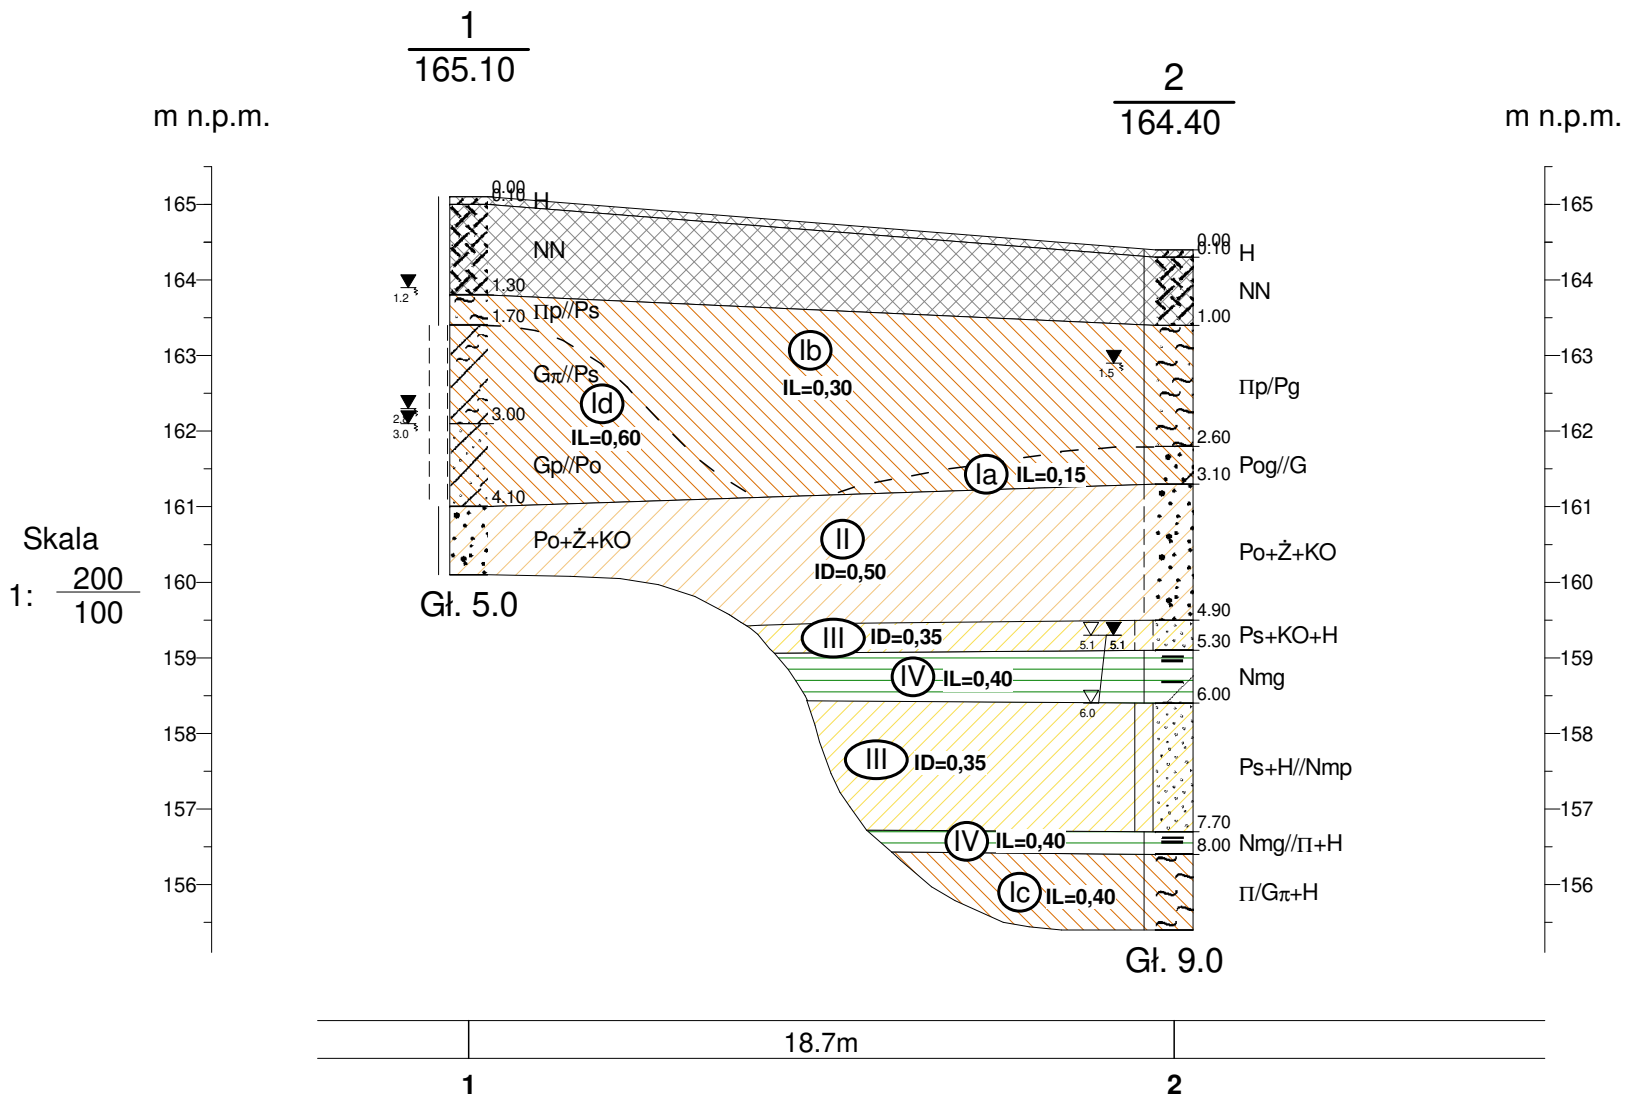 1
165.10
2
164.40
m n.p.m.
m n.p.m.
165
164
163
162
161
160
159
158
157
156
165
164
163
162
161
160
159
158
157
156
Skala
1: 200
100
0.00
0.10
H
NN
1.2
1.30
Πp//Ps
1.70
Gπ//Ps
3.00
3.0
Gp//Po
4.10
Po+Ż+KO
Gł. 5.0
Ib
IL=0,30
Id
IL=0,60
Ia
IL=0,15
II
ID=0,50
III
ID=0,35
IV
IL=0,40
III
ID=0,35
IV
IL=0,40
Ic
IL=0,40
0.00
0.10
H
NN
1.00
1.5
Πp/Pg
2.60
Pog//G
3.10
Po+Ż+KO
4.90
5.1
5.1
Ps+KO+H
5.30
Nmg
6.00
6.0
Ps+H//Nmp
7.70
Nmg//Π+H
8.00
Π/Gπ+H
Gł. 9.0
18.7m
1
2